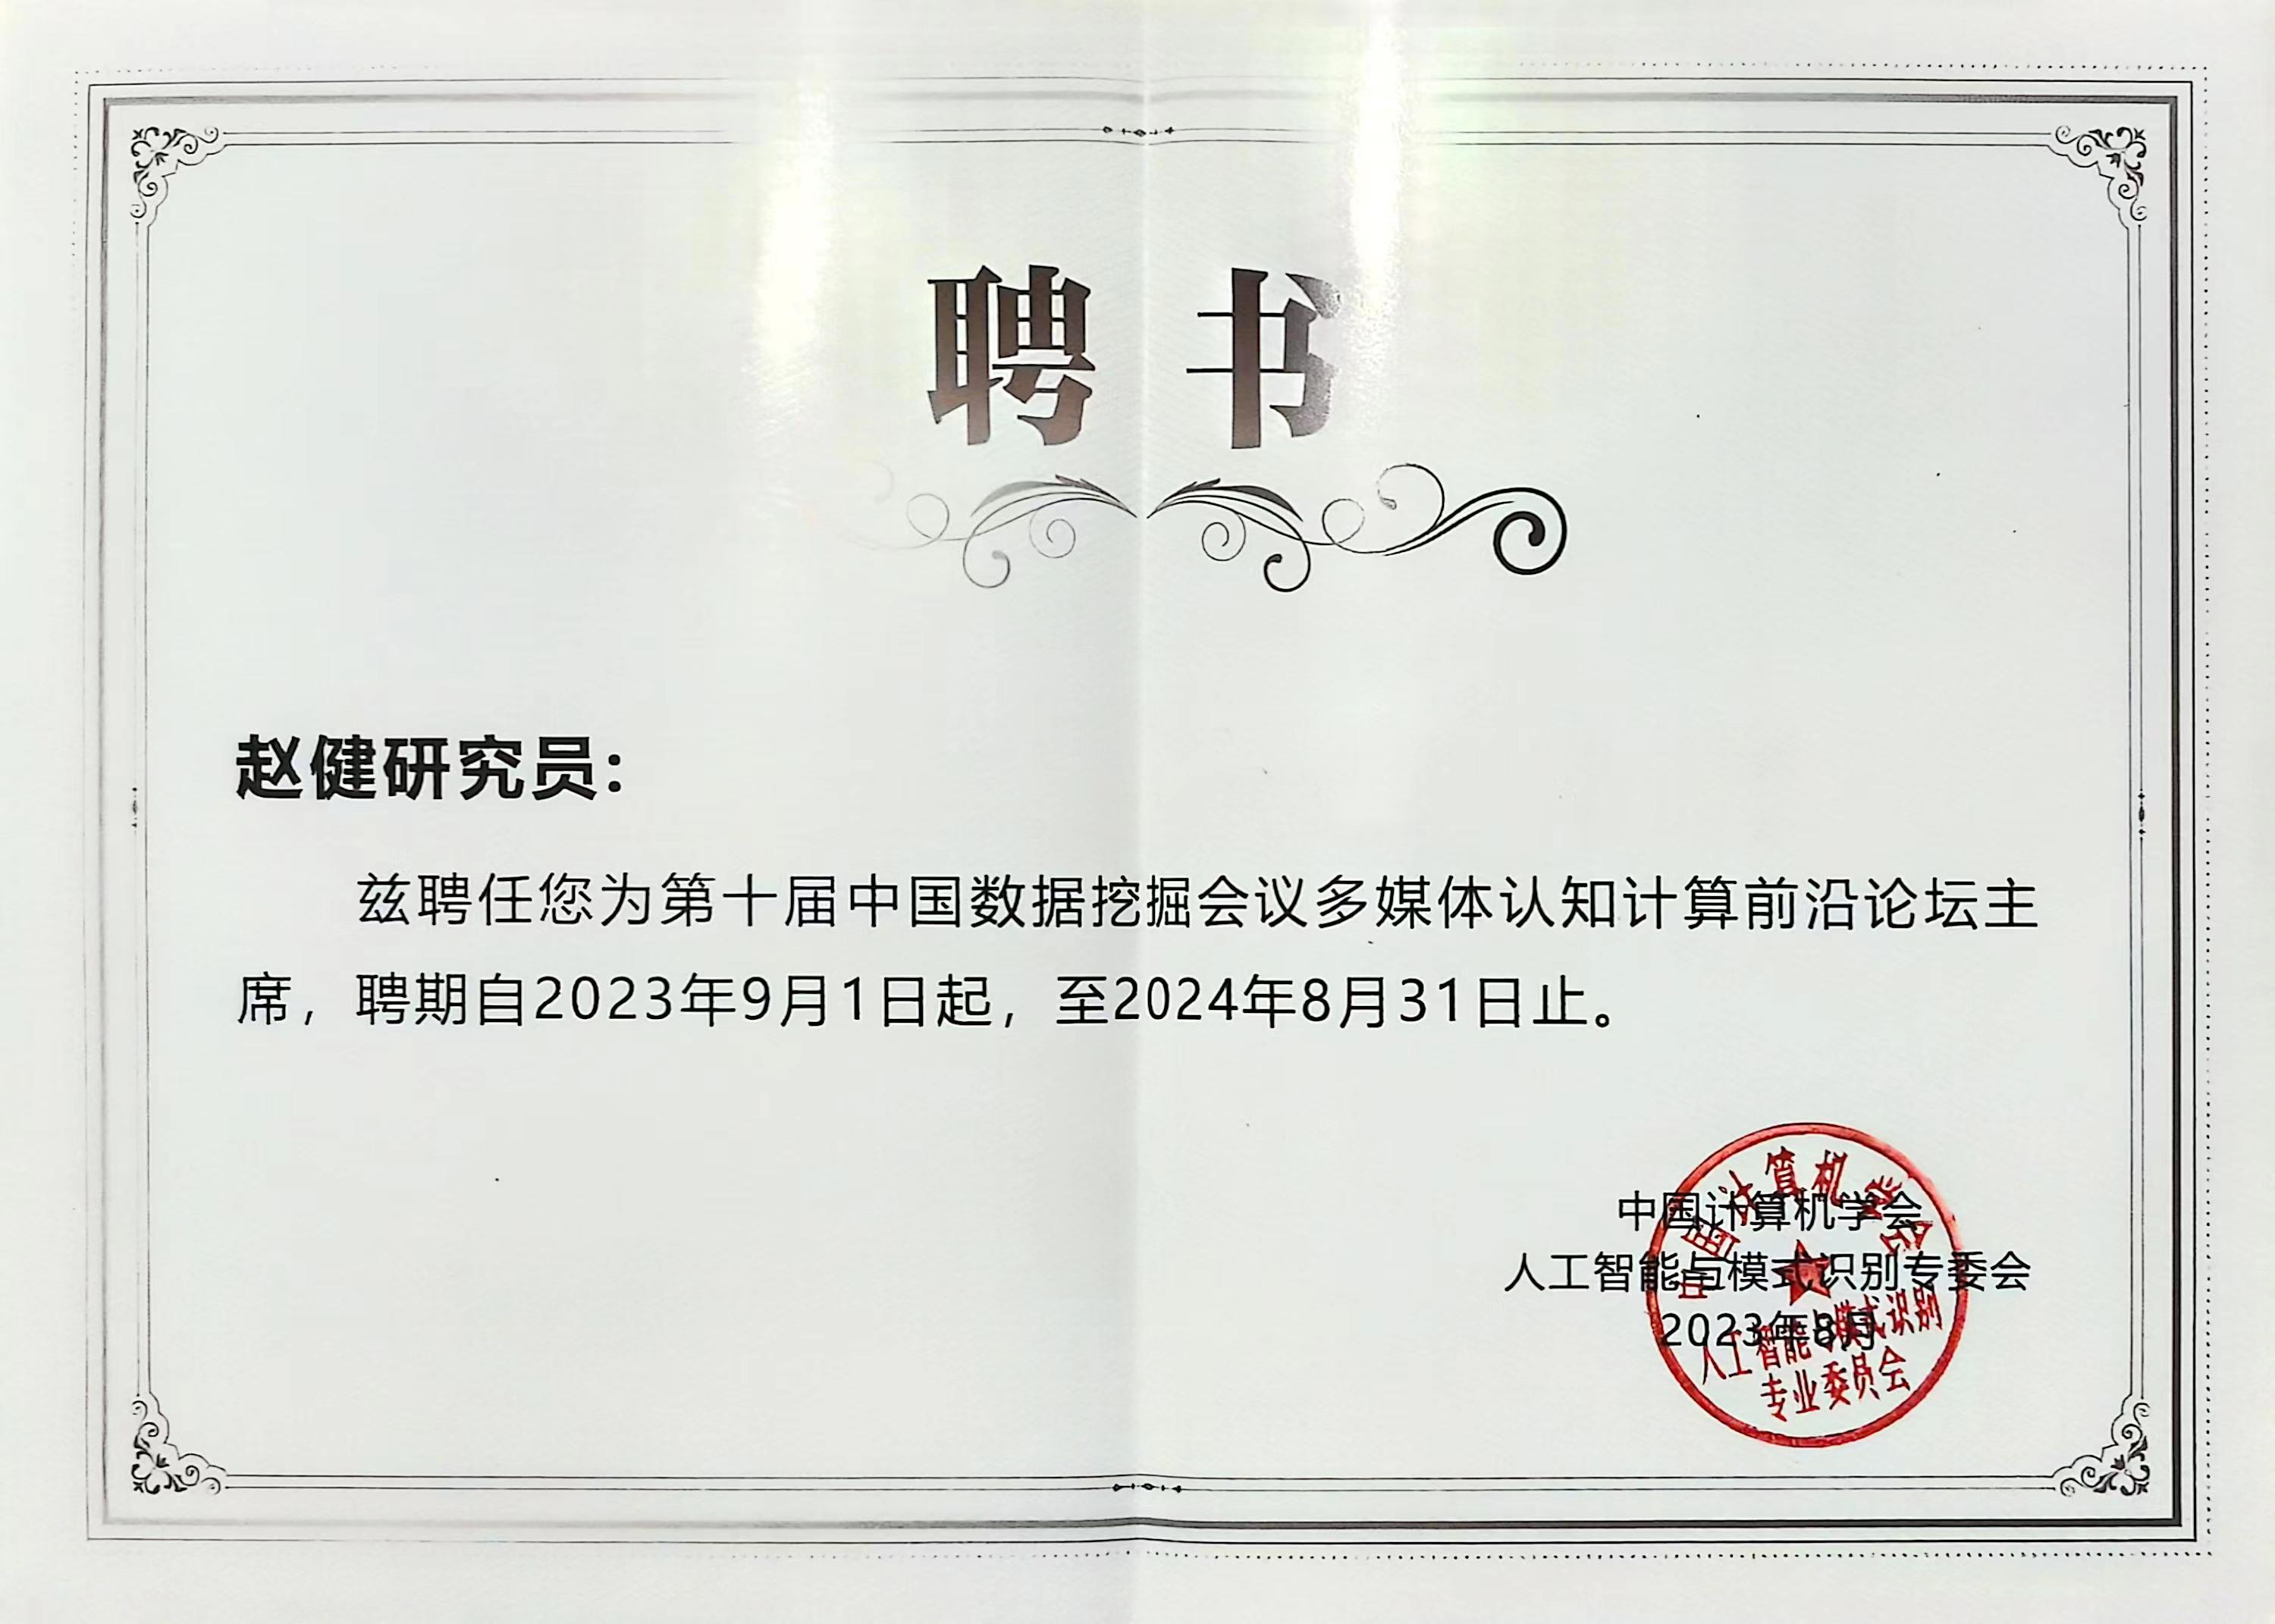 聘书
赵健研究员:
兹聘任您为第十届中国数据挖掘会议多媒体认知计算前沿论坛主
席，聘期自2023年9月1日起，至2024年8月31日止。
中国计算机学会
人工智能与模式识别专委会
2023年8月
中国计算机学会
人工智能与模式识别
专业委员会